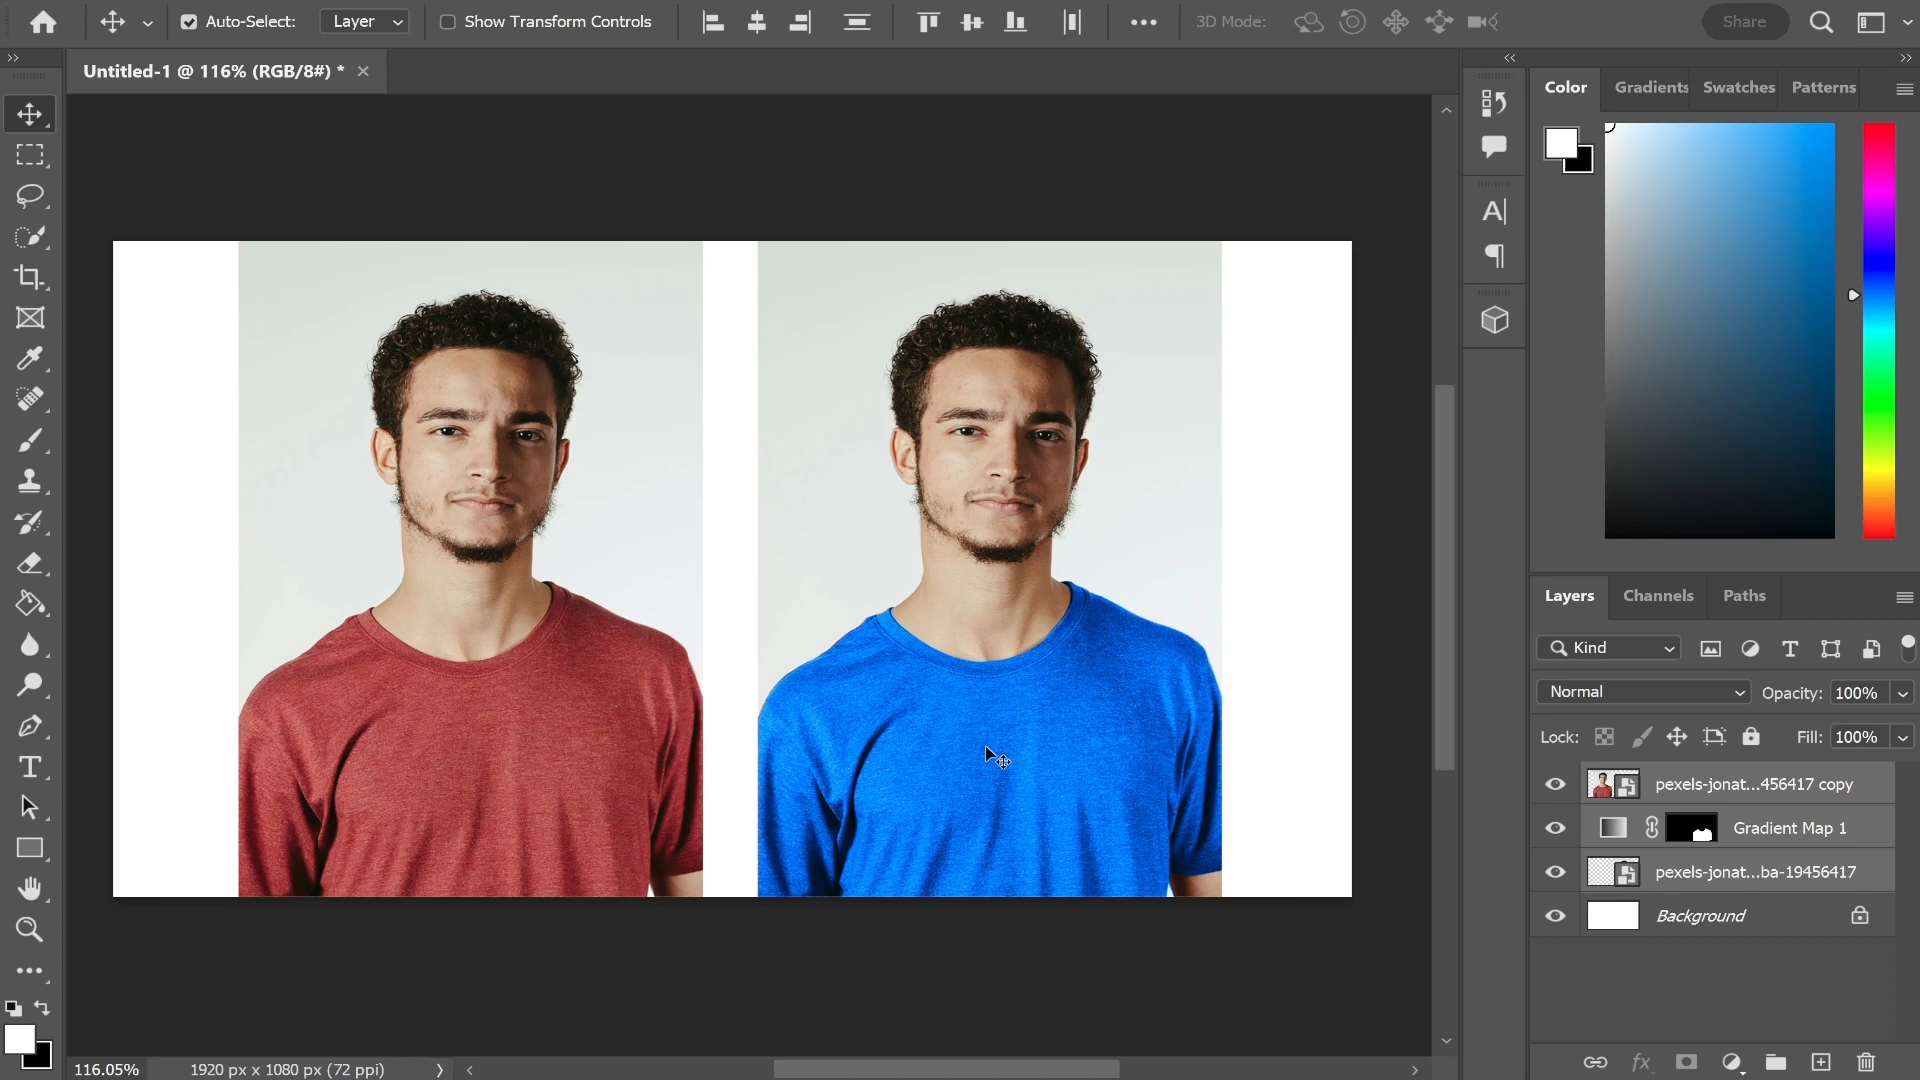 Auto-Select: Layer Show Transform Controls 3D Mode: Share
Untitled-1 @ 116% (RGB/8#) *
Color Gradients Swatches Patterns
Layers Channels Paths
Kind
Normal Opacity: 100%
Lock: Fill: 100%
pexels-jonat...456417 copy
Gradient Map 1
pexels-jonat...ba-19456417
Background
116.05% 1920 px x 1080 px (72 ppi)